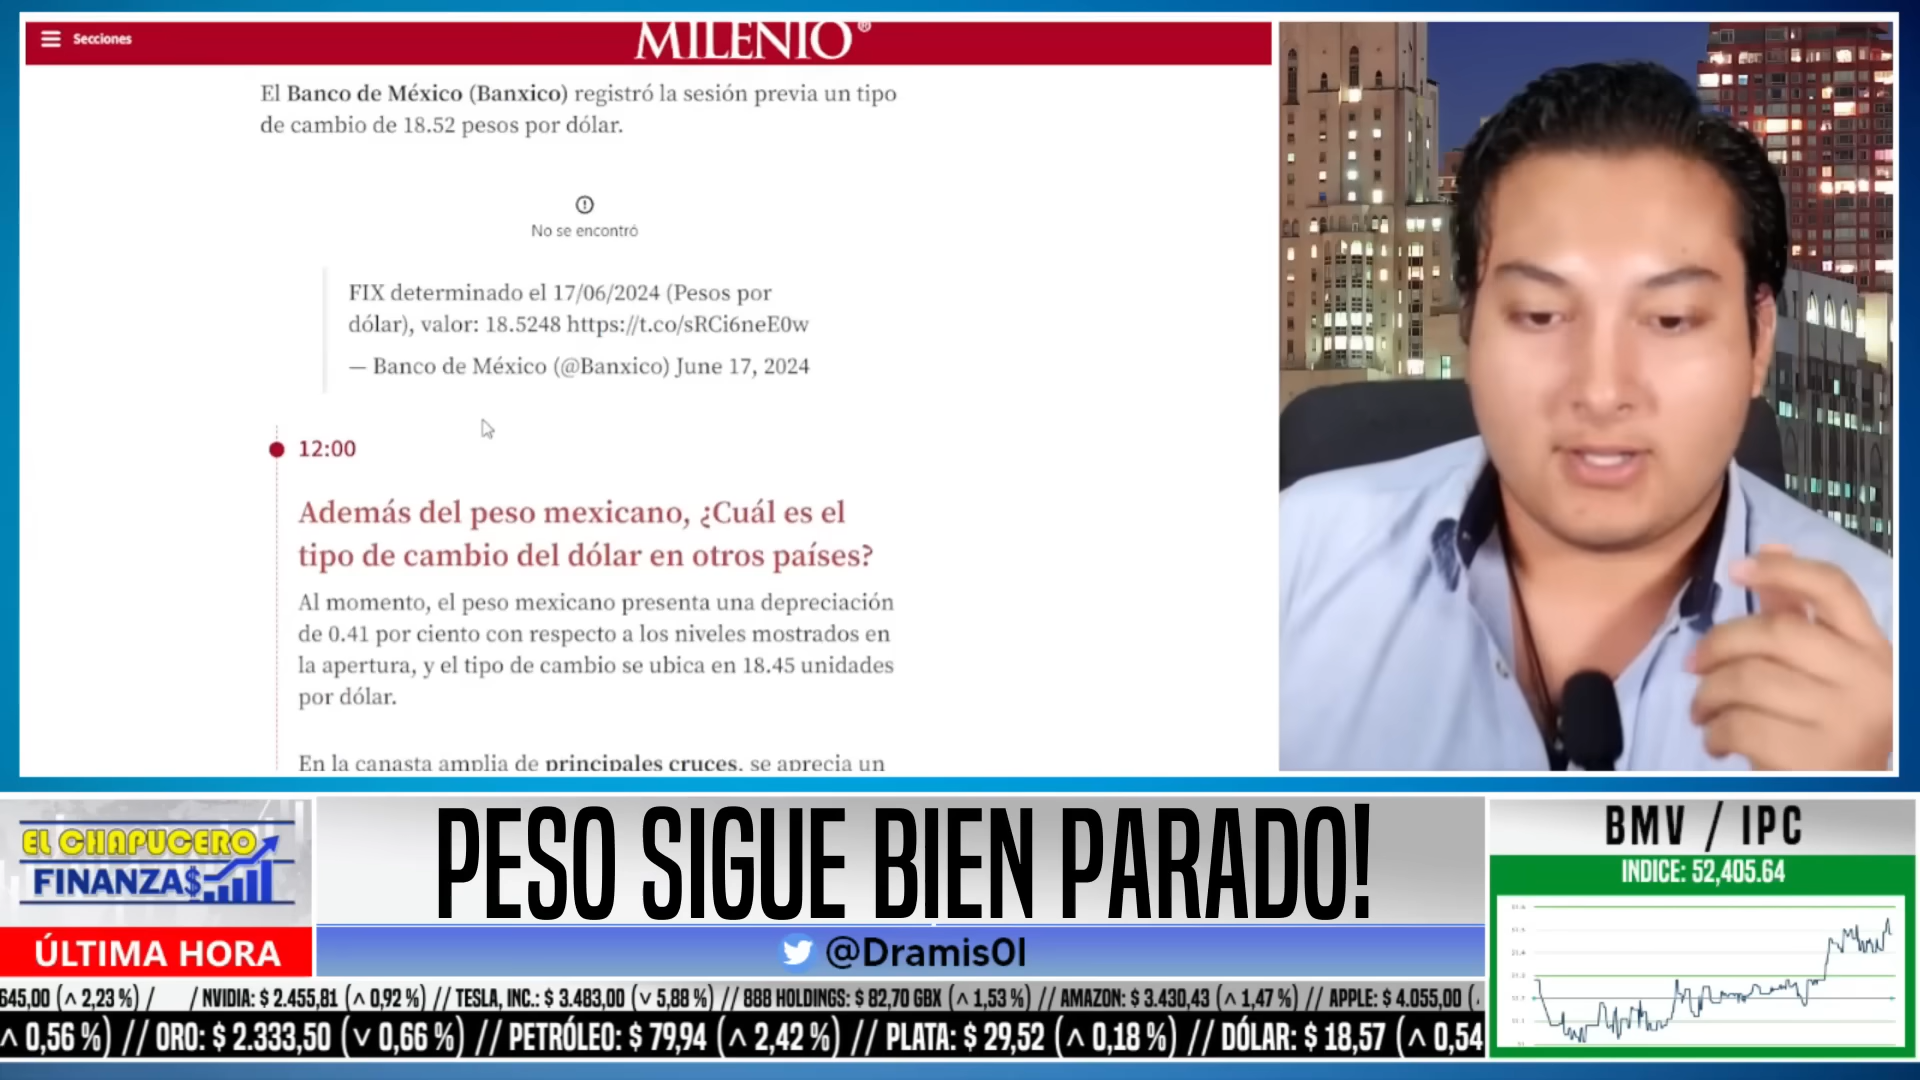 Secciones
MILENIO®
El Banco de México (Banxico) registró la sesión previa un tipo
de cambio de 18.52 pesos por dólar.
No se encontró
FIX determinado el 17/06/2024 (Pesos por
dólar), valor: 18.5248 https://t.co/sRCi6neE0w
— Banco de México (@Banxico) June 17, 2024
12:00
Además del peso mexicano, ¿Cuál es el
tipo de cambio del dólar en otros países?
Al momento, el peso mexicano presenta una depreciación
de 0.41 por ciento con respecto a los niveles mostrados en
la apertura, y el tipo de cambio se ubica en 18.45 unidades
por dólar.
En la canasta amplia de principales cruces, se aprecia un
EL CHAPUCERO
FINANZA$
ÚLTIMA HORA
PESO SIGUE BIEN PARADO!
@Dramis01
BMV / IPC
INDICE: 52,405.64
645,00 (˄ 2,23 %) / / NVIDIA: $ 2.455,81 (˄ 0,92 %) // TESLA, INC.: $ 3.483,00 (˅ 5,88 %) // 888 HOLDINGS: $ 82,70 GBX (˄ 1,53 %) // AMAZON: $ 3.430,43 (˄ 1,47 %) // APPLE: $ 4.055,00 (
˄ 0,56 %) // ORO: $ 2.333,50 (˅ 0,66 %) // PETRÓLEO: $ 79,94 (˄ 2,42 %) // PLATA: $ 29,52 (˄ 0,18 %) // DÓLAR: $ 18,57 (˄ 0,54